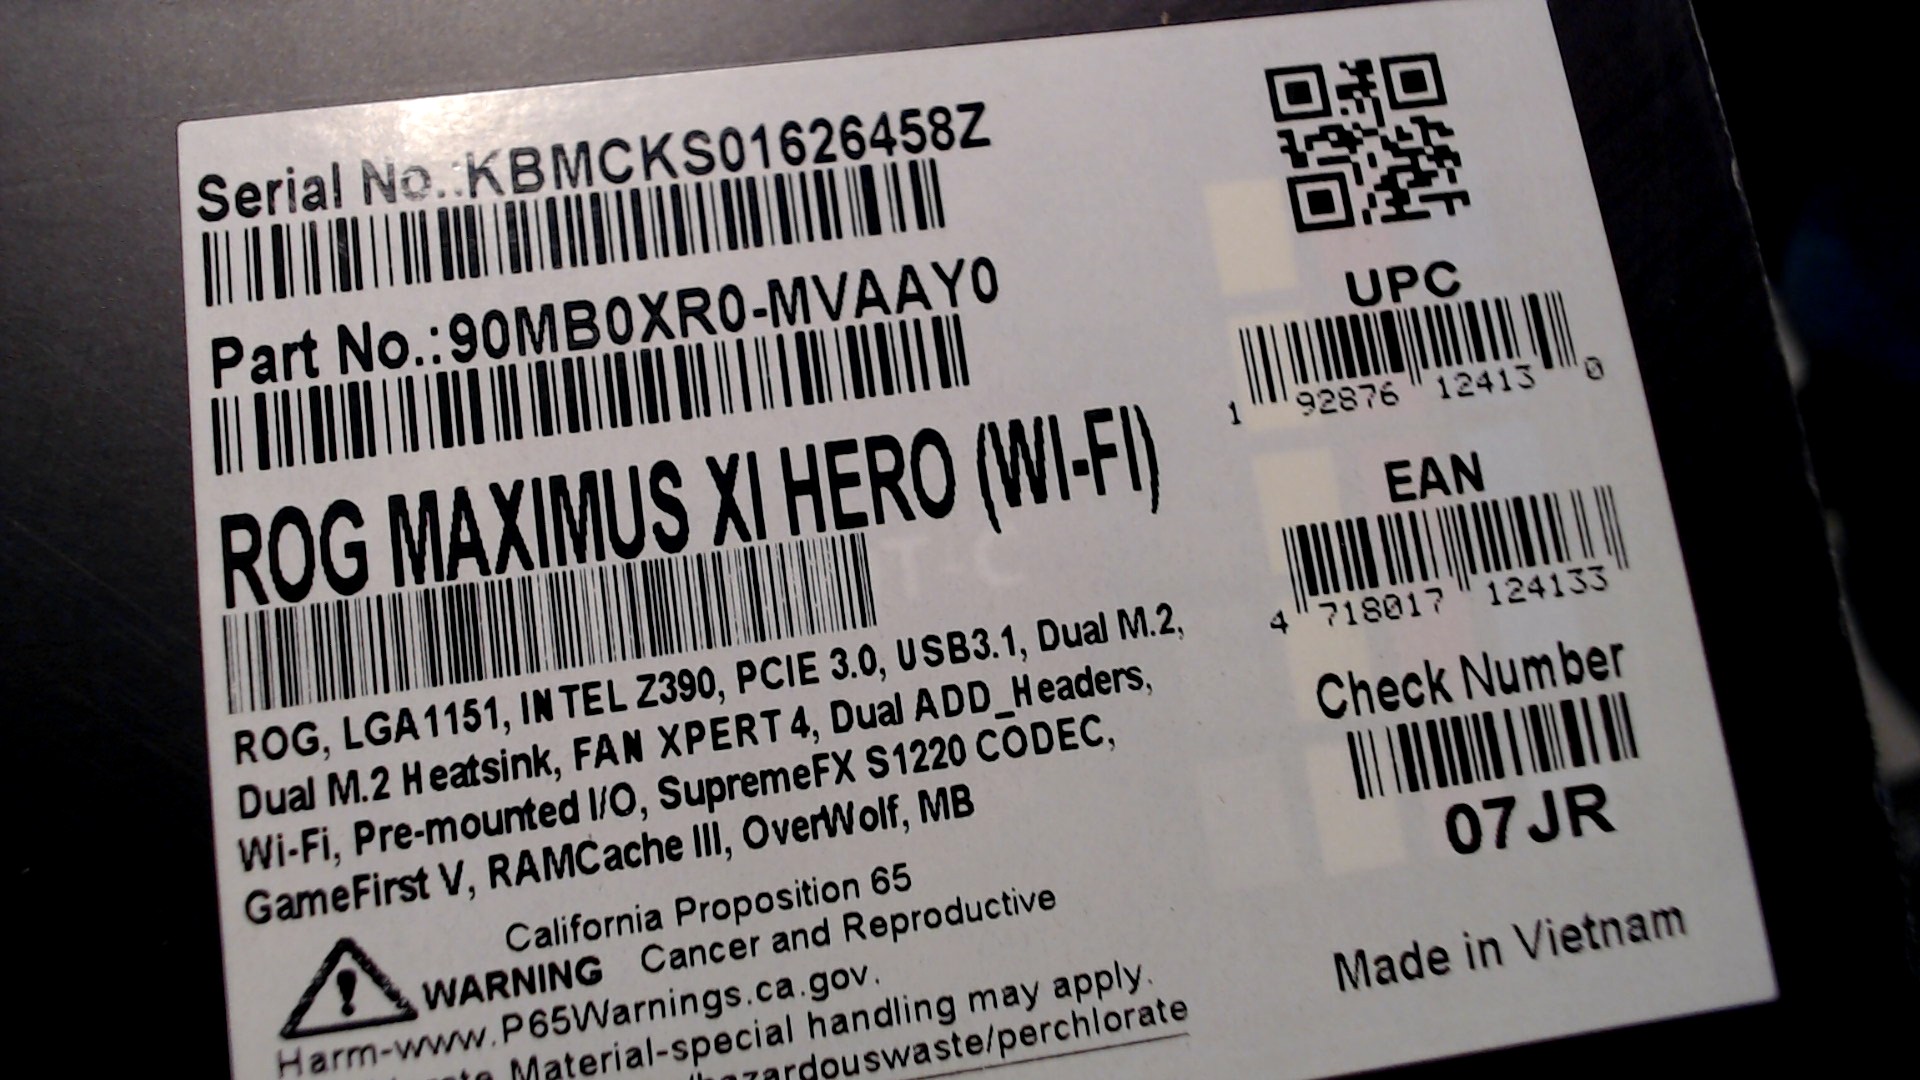 Serial No.:KBMCKS01626458Z
Part No.:90MB0XR0-MVAAY0
ROG MAXIMUS XI HERO (WI-FI)
ROG, LGA1151, INTEL Z390, PCIE 3.0, USB3.1, Dual M.2,
Dual M.2 Heatsink, FAN XPERT 4, Dual ADD_Headers,
Wi-Fi, Pre-mounted I/O, SupremeFX S1220 CODEC,
GameFirst V, RAMCache III, OverWolf, MB
California Proposition 65
WARNING Cancer and Reproductive
Harm-www.P65Warnings.ca.gov.
Material-special handling may apply.
/hazardouswaste/perchlorate
UPC
1 92876 12413 0
EAN
4 718017 124133
Check Number
07JR
Made in Vietnam